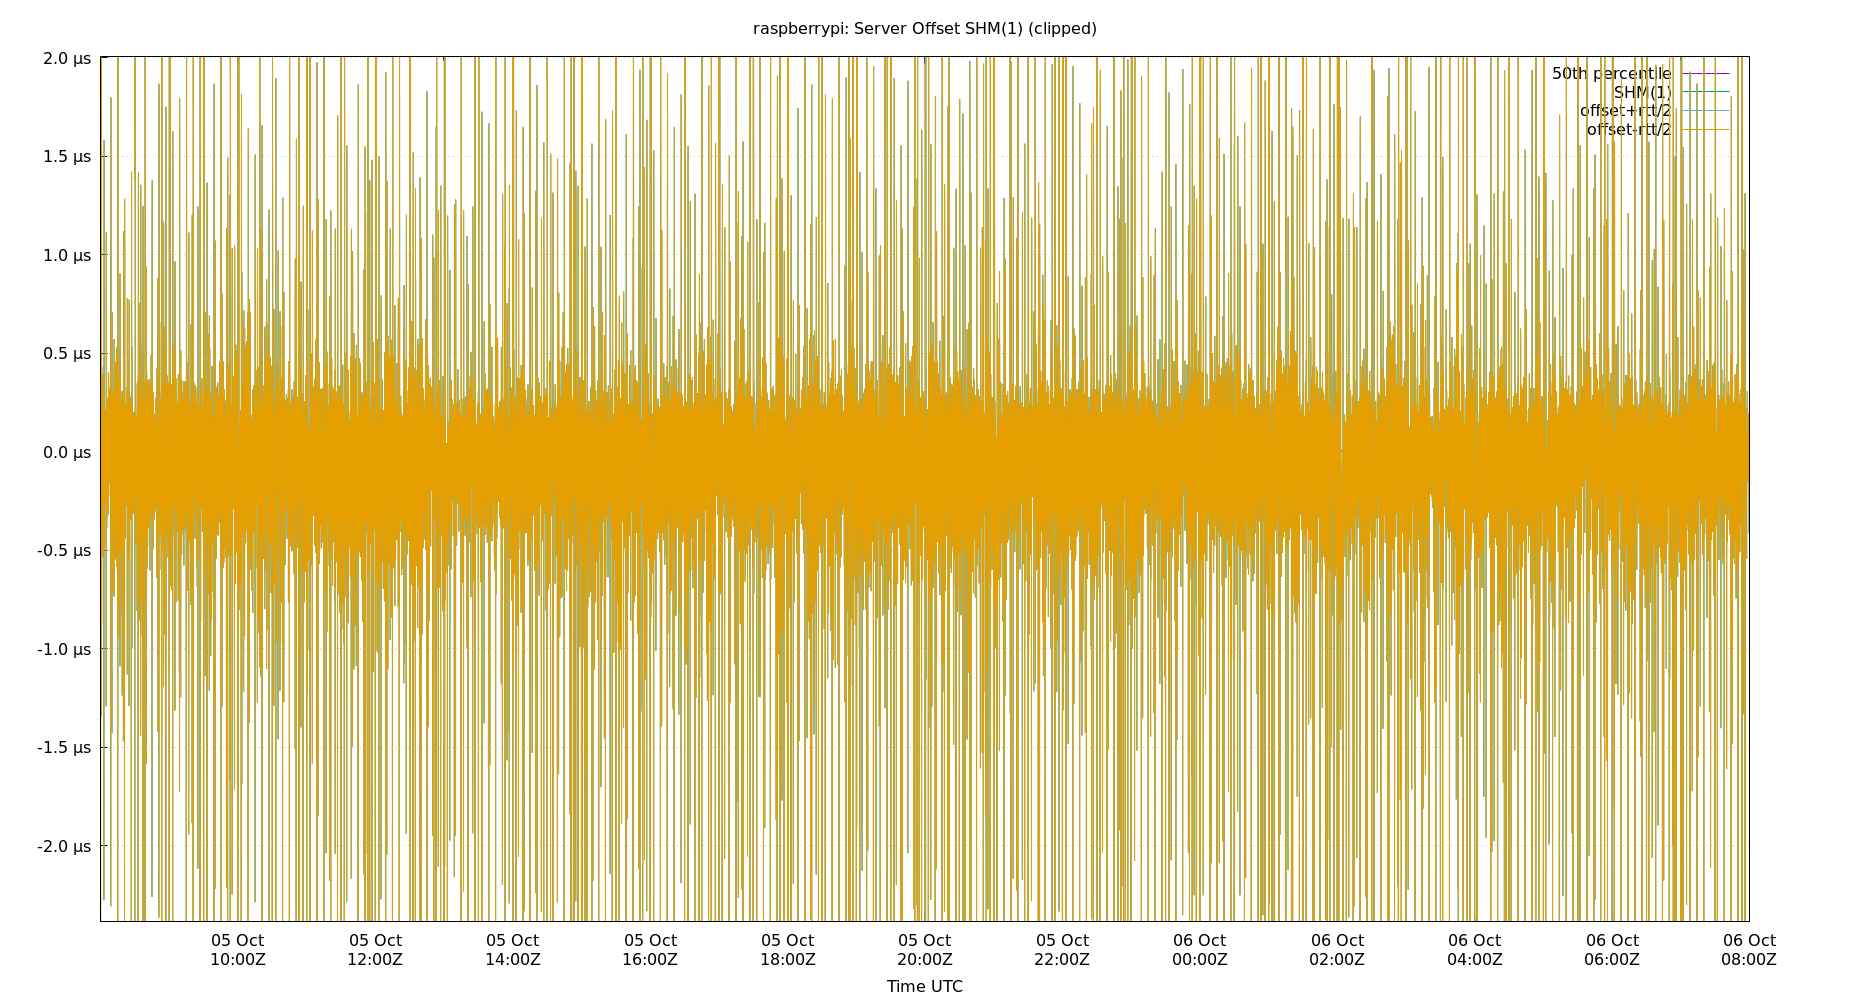 raspberrypi: Server Offset SHM(1) (clipped)
2.0 µs
1.5 µs
1.0 µs
0.5 µs
0.0 µs
-0.5 µs
-1.0 µs
-1.5 µs
-2.0 µs
50th percentile
SHM(1)
offset+rtt/2
offset-rtt/2
05 Oct
10:00Z
05 Oct
12:00Z
05 Oct
14:00Z
05 Oct
16:00Z
05 Oct
18:00Z
05 Oct
20:00Z
05 Oct
22:00Z
06 Oct
00:00Z
06 Oct
02:00Z
06 Oct
04:00Z
06 Oct
06:00Z
06 Oct
08:00Z
Time UTC